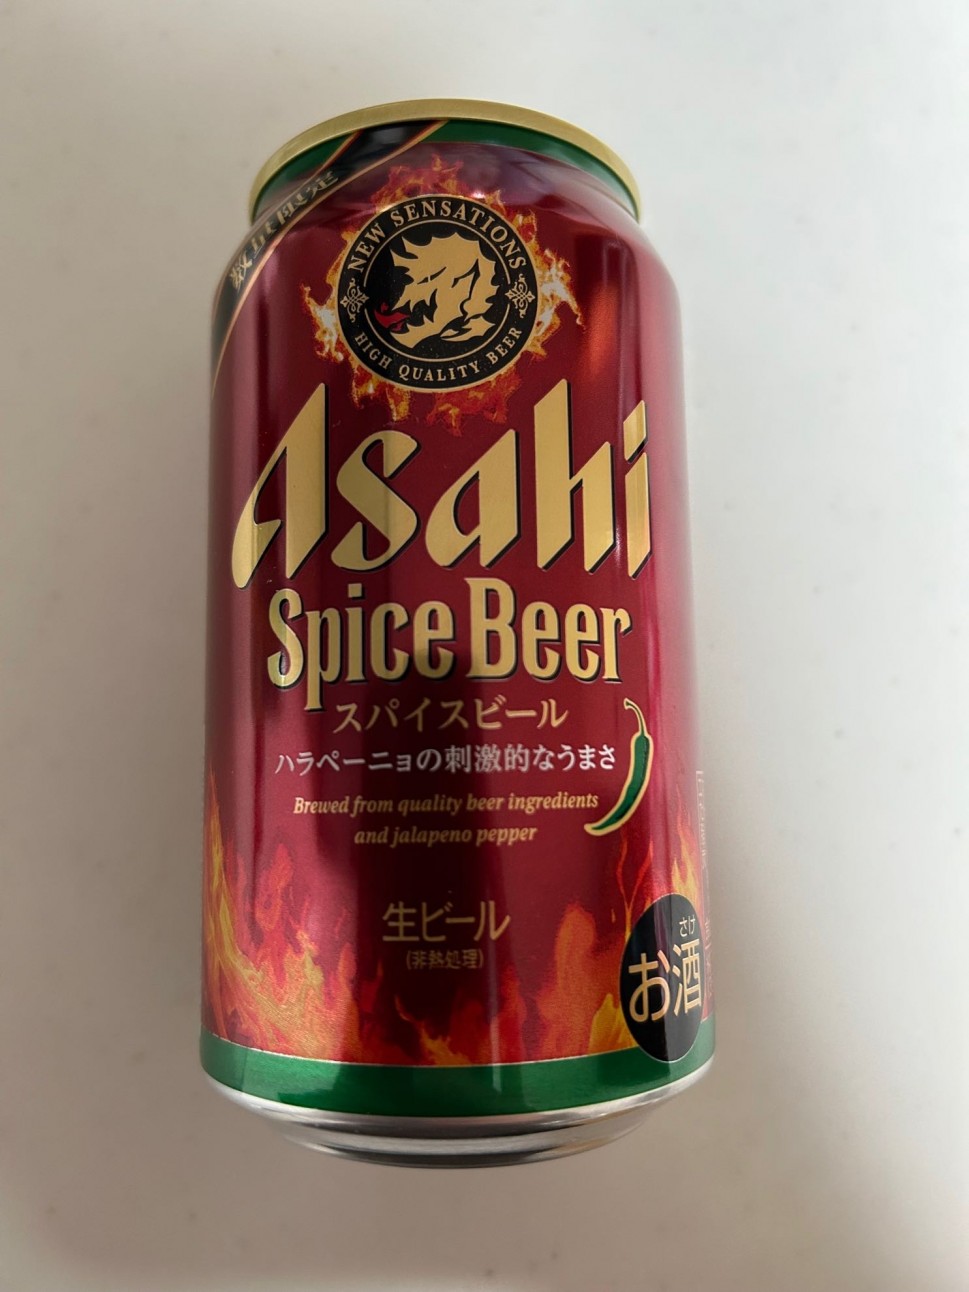 数量限定
NEW SENSATIONS
HIGH QUALITY BEER
Asahi
Spice Beer
スパイスビール
ハラペーニョの刺激的なうまさ
Brewed from quality beer ingredients
and jalapeno pepper
生ビール
(非熱処理)
さけ
お酒